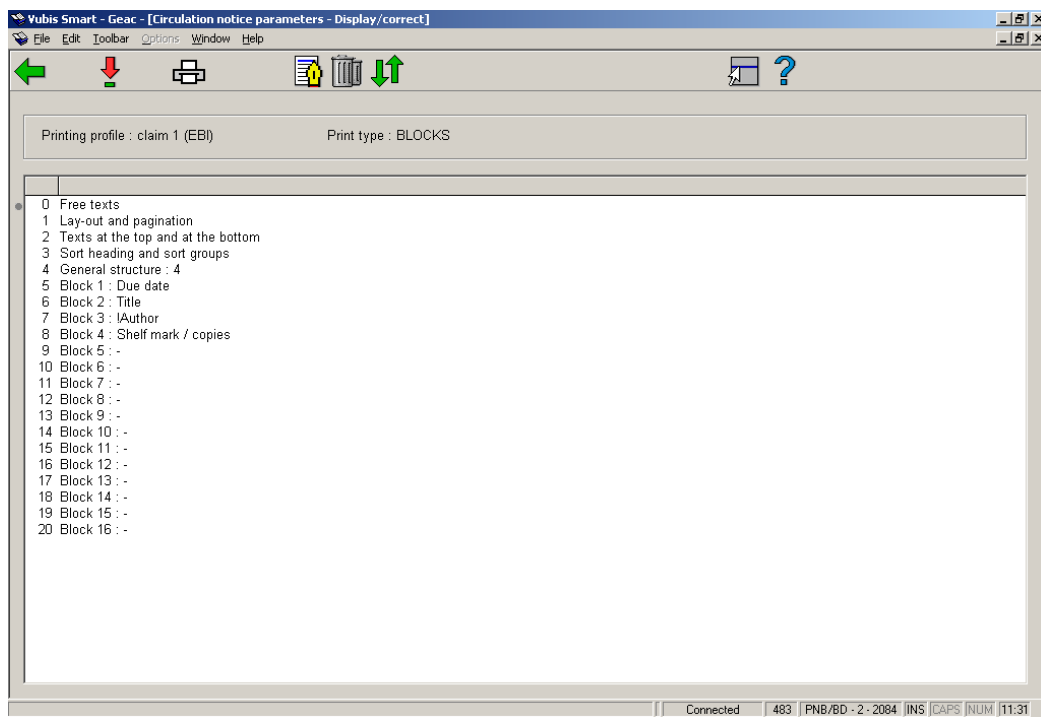 Vubis Smart - Geac - [Circulation notice parameters - Display/correct]
File Edit Toolbar Options Window Help
Printing profile : claim 1 (EBI) Print type : BLOCKS
0 Free texts
1 Lay-out and pagination
2 Texts at the top and at the bottom
3 Sort heading and sort groups
4 General structure : 4
5 Block 1 : Due date
6 Block 2 : Title
7 Block 3 : !Author
8 Block 4 : Shelf mark / copies
9 Block 5 : -
10 Block 6 : -
11 Block 7 : -
12 Block 8 : -
13 Block 9 : -
14 Block 10 : -
15 Block 11 : -
16 Block 12 : -
17 Block 13 : -
18 Block 14 : -
19 Block 15 : -
20 Block 16 : -
Connected 483 PNB/BD - 2 - 2084 INS CAPS NUM 11:31